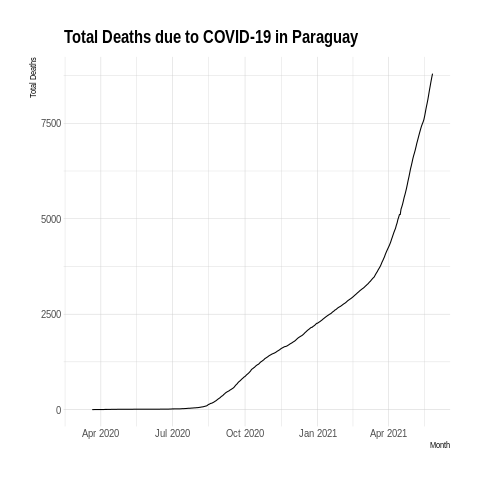 Total Deaths due to COVID-19 in Paraguay
Total Deaths
7500
5000
2500
0
Apr 2020 Jul 2020 Oct 2020 Jan 2021 Apr 2021
Month